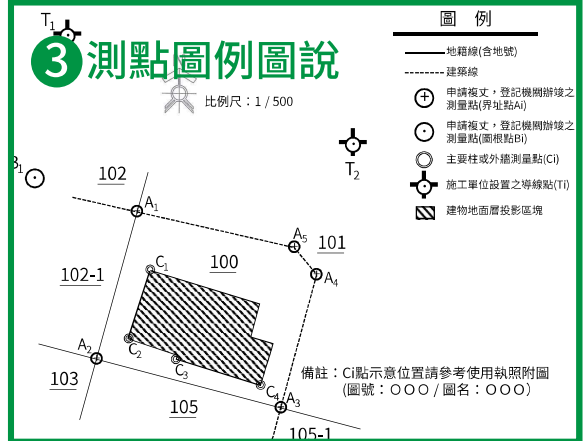 T1
3 測點圖例圖說
比例尺：1 / 500
圖 例
地籍線(含地號)
建築線
申請複丈，登記機關辦竣之
測量點(界址點Ai)
申請複丈，登記機關辦竣之
測量點(圖根點Bi)
主要柱或外牆測量點(Ci)
施工單位設置之導線點(Ti)
建物地面層投影區塊
T2
B1
102
A1
A5
101
C1
100
A4
102-1
C2
A2
C3
C4
103
105
A3
105-1
備註：Ci點示意位置請參考使用執照附圖
(圖號：ＯＯＯ / 圖名：ＯＯＯ)